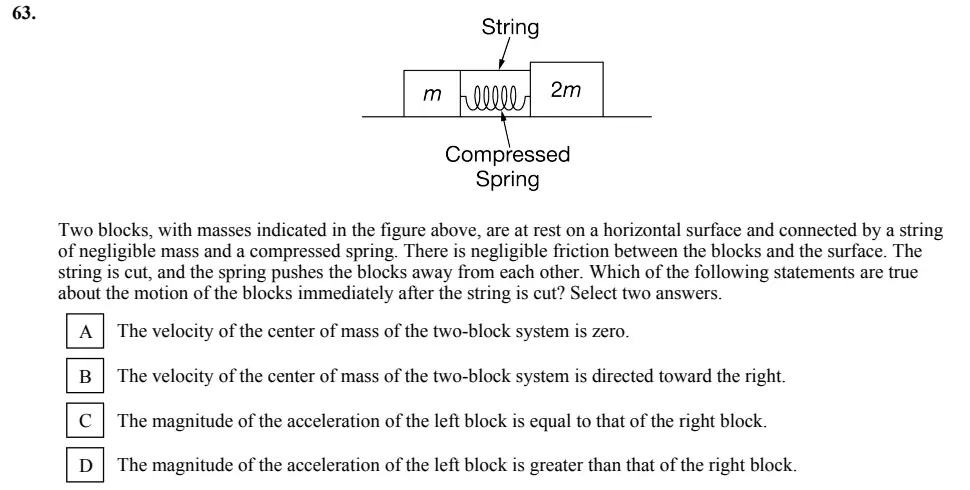 63.
String
m
2m
Compressed
Spring
Two blocks, with masses indicated in the figure above, are at rest on a horizontal surface and connected by a string
of negligible mass and a compressed spring. There is negligible friction between the blocks and the surface. The
string is cut, and the spring pushes the blocks away from each other. Which of the following statements are true
about the motion of the blocks immediately after the string is cut? Select two answers.
A The velocity of the center of mass of the two-block system is zero.
B The velocity of the center of mass of the two-block system is directed toward the right.
C The magnitude of the acceleration of the left block is equal to that of the right block.
D The magnitude of the acceleration of the left block is greater than that of the right block.